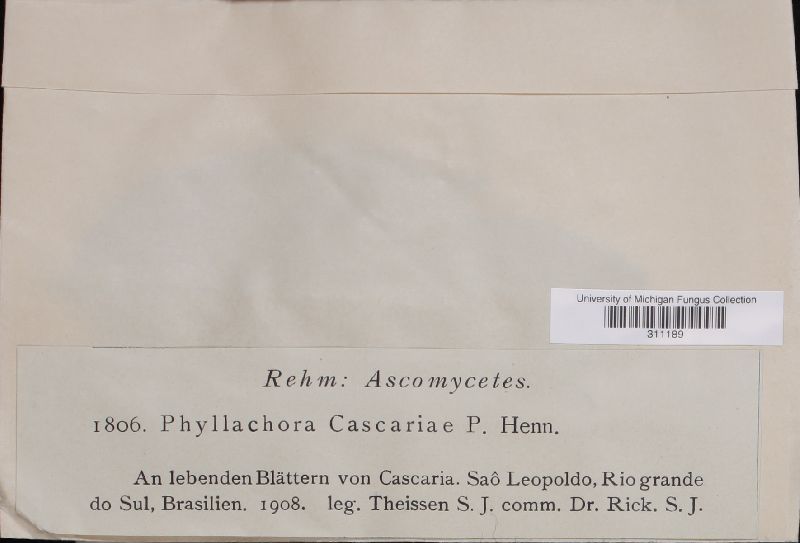 University of Michigan Fungus Collection
311189
Rehm: Ascomycetes.
1806. Phyllachora Cascariae P. Henn.
An lebenden Blättern von Cascaria. Saô Leopoldo, Rio grande
do Sul, Brasilien. 1908. leg. Theissen S. J. comm. Dr. Rick. S. J.